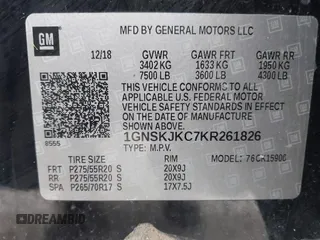 GM
MFD BY GENERAL MOTORS LLC
12/18 GVWR GAWR FRT GAWR RR
3402 KG 1633 KG 1950 KG
7500 LB 3600 LB 4300 LB
THIS VEHICLE CONFORMS TO ALL
APPLICABLE U.S. FEDERAL MOTOR
VEHICLE SAFETY STANDARDS IN EFFECT
ON THE DATE OF MANUFACTURE
SHOWN ABOVE.
1GNSKJKC7KR261826
TYPE: M.P.V. MODEL:
TIRE SIZE RIM
FRT P275/55R20 S 20X9J
RR P275/55R20 S 20X9J
SPA P265/70R17 S 17X7.5J
AUTOBIDMASTER